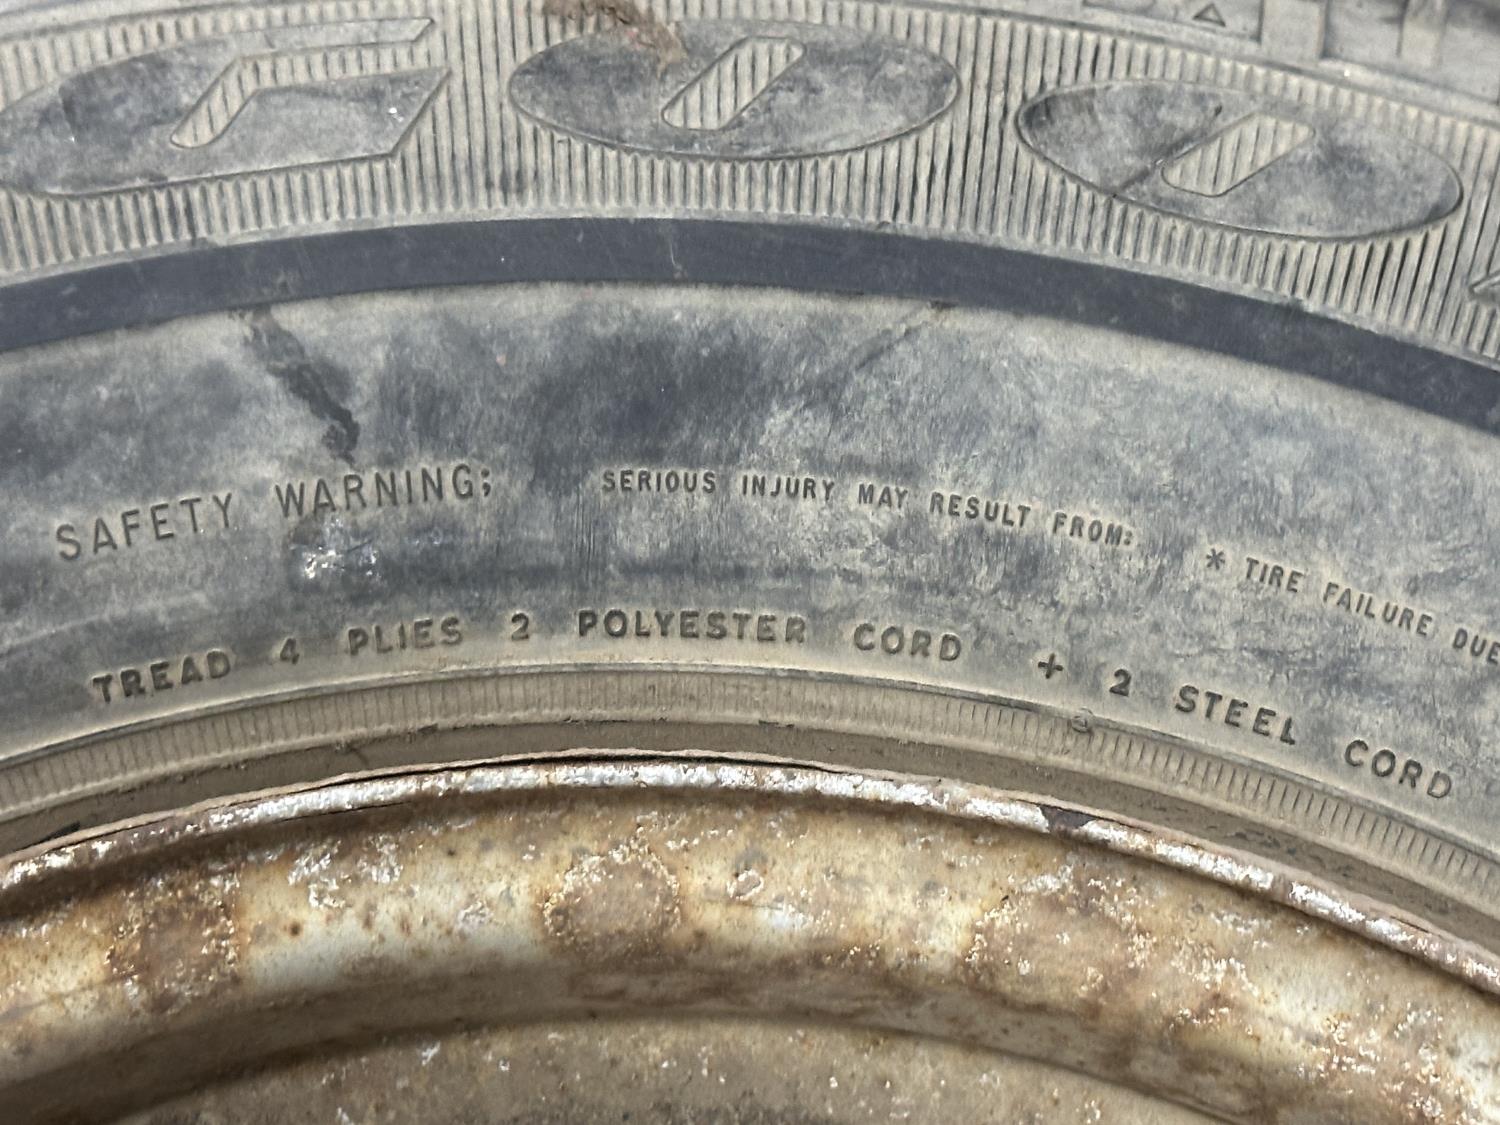 GOO
SAFETY WARNING; SERIOUS INJURY MAY RESULT FROM: * TIRE FAILURE DUE
TREAD 4 PLIES 2 POLYESTER CORD + 2 STEEL CORD